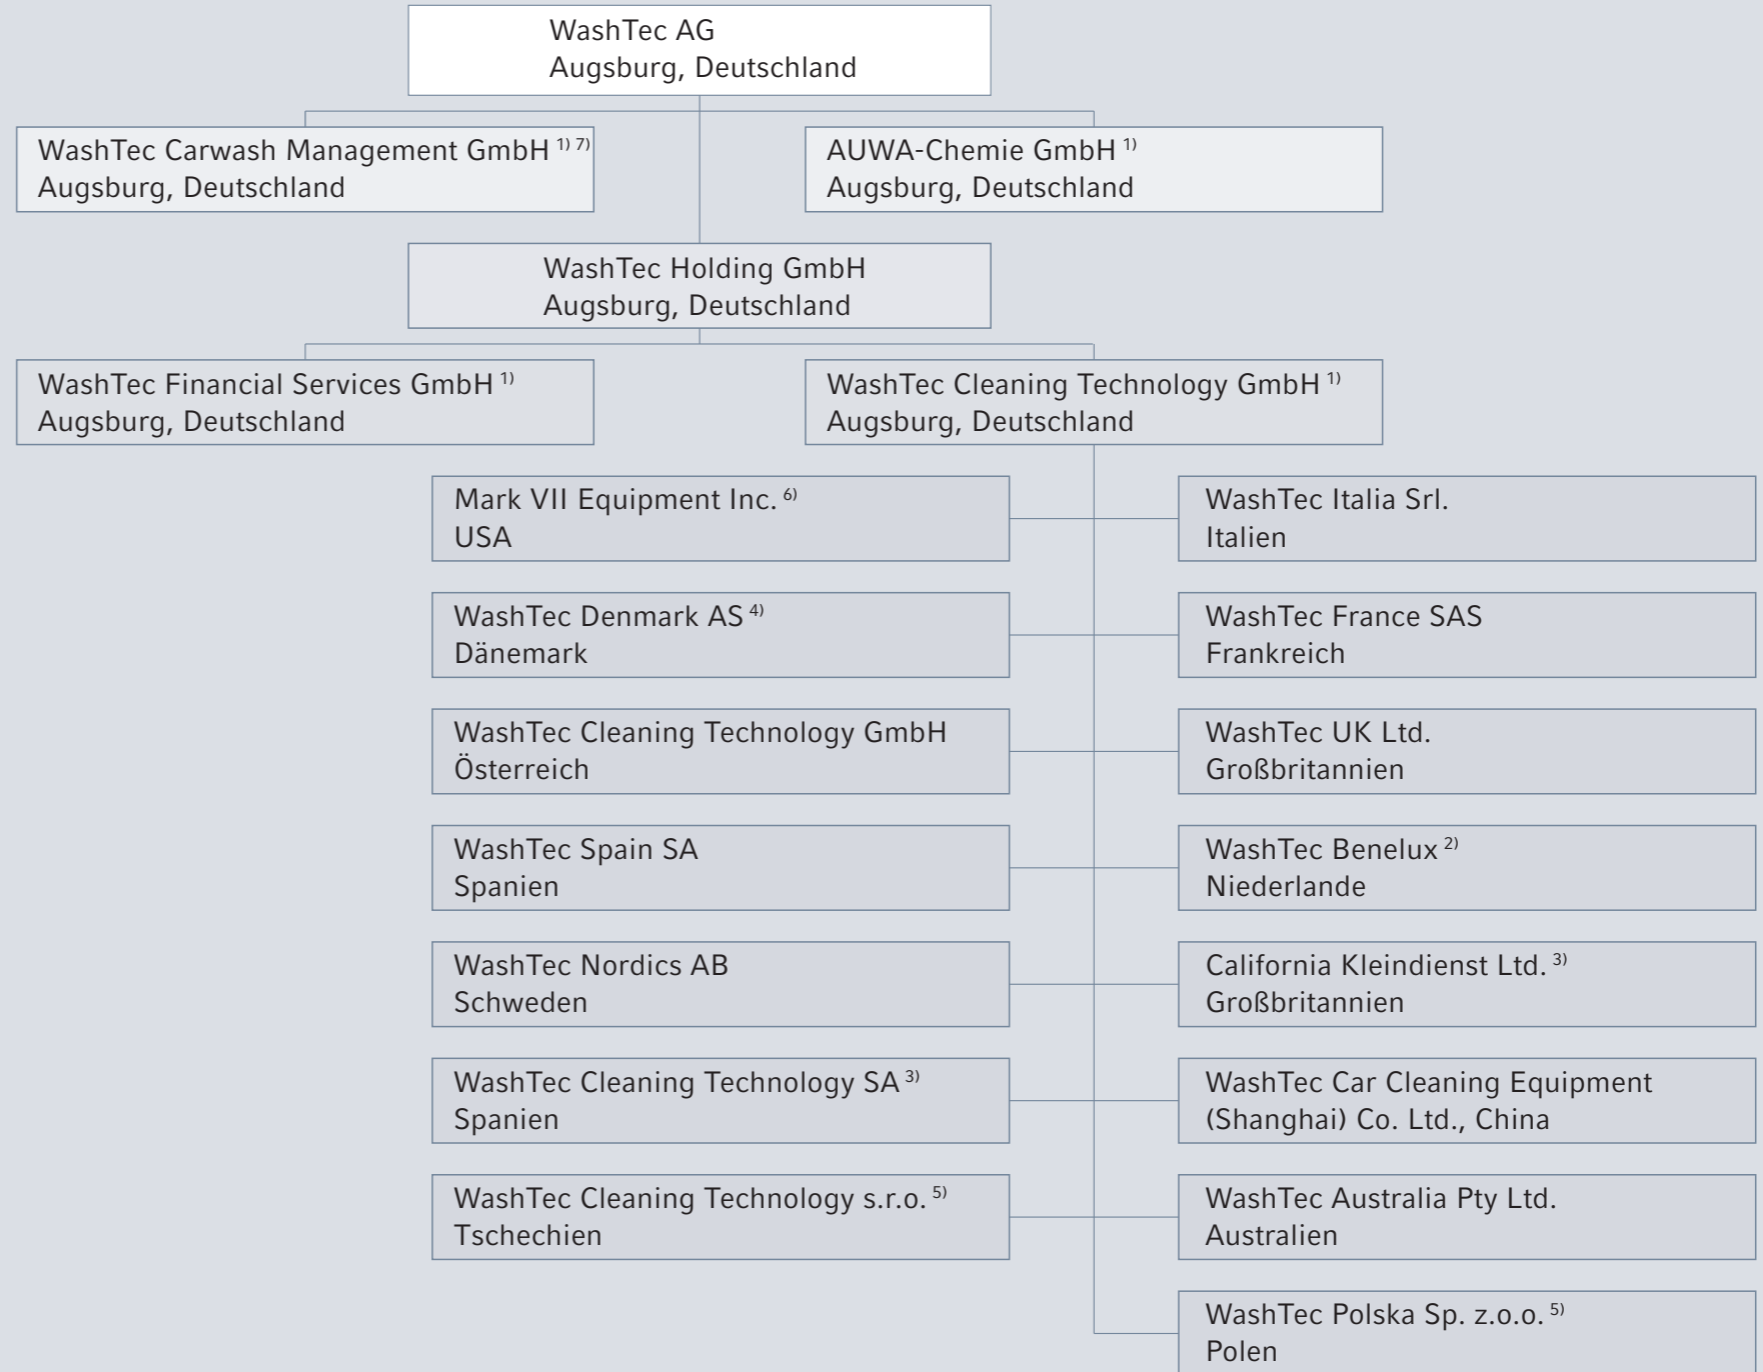 WashTec AG
Augsburg, Deutschland
WashTec Carwash Management GmbH 1) 7)
Augsburg, Deutschland
AUWA-Chemie GmbH 1)
Augsburg, Deutschland
WashTec Holding GmbH
Augsburg, Deutschland
WashTec Financial Services GmbH 1)
Augsburg, Deutschland
WashTec Cleaning Technology GmbH 1)
Augsburg, Deutschland
Mark VII Equipment Inc. 6)
USA
WashTec Italia Srl.
Italien
WashTec Denmark AS 4)
Dänemark
WashTec France SAS
Frankreich
WashTec Cleaning Technology GmbH
Österreich
WashTec UK Ltd.
Großbritannien
WashTec Spain SA
Spanien
WashTec Benelux 2)
Niederlande
WashTec Nordics AB
Schweden
California Kleindienst Ltd. 3)
Großbritannien
WashTec Cleaning Technology SA 3)
Spanien
WashTec Car Cleaning Equipment
(Shanghai) Co. Ltd., China
WashTec Cleaning Technology s.r.o. 5)
Tschechien
WashTec Australia Pty Ltd.
Australien
WashTec Polska Sp. z.o.o. 5)
Polen